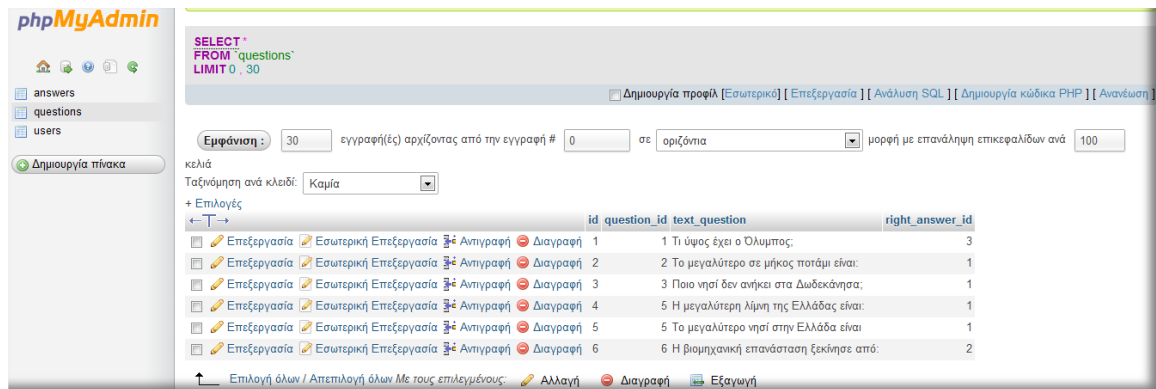 phpMyAdmin
answers
questions
users
Δημιουργία πίνακα
SELECT *
FROM `questions`
LIMIT 0 , 30
Δημιουργία προφίλ [Εσωτερικό] [ Επεξεργασία ] [ Ανάλυση SQL ] [ Δημιουργία κώδικα PHP ] [ Ανανέωση ]
Εμφάνιση : 30 εγγραφή(ές) αρχίζοντας από την εγγραφή # 0 σε οριζόντια μορφή με επανάληψη επικεφαλίδων ανά 100
κελιά
Ταξινόμηση ανά κλειδί: Καμία
+ Επιλογές
←T→ id question_id text_question right_answer_id
Επεξεργασία Εσωτερική Επεξεργασία Αντιγραφή Διαγραφή 1 1 Τι ύψος έχει ο Όλυμπος; 3
Επεξεργασία Εσωτερική Επεξεργασία Αντιγραφή Διαγραφή 2 2 Το μεγαλύτερο σε μήκος ποτάμι είναι: 1
Επεξεργασία Εσωτερική Επεξεργασία Αντιγραφή Διαγραφή 3 3 Ποιο νησί δεν ανήκει στα Δωδεκάνησα; 1
Επεξεργασία Εσωτερική Επεξεργασία Αντιγραφή Διαγραφή 4 5 Η μεγαλύτερη λίμνη της Ελλάδας είναι: 1
Επεξεργασία Εσωτερική Επεξεργασία Αντιγραφή Διαγραφή 5 5 Το μεγαλύτερο νησί στην Ελλάδα είναι 1
Επεξεργασία Εσωτερική Επεξεργασία Αντιγραφή Διαγραφή 6 6 Η βιομηχανική επανάσταση ξεκίνησε από: 2
Επιλογή όλων / Απεπιλογή όλων Με τους επιλεγμένους: Αλλαγή Διαγραφή Εξαγωγή